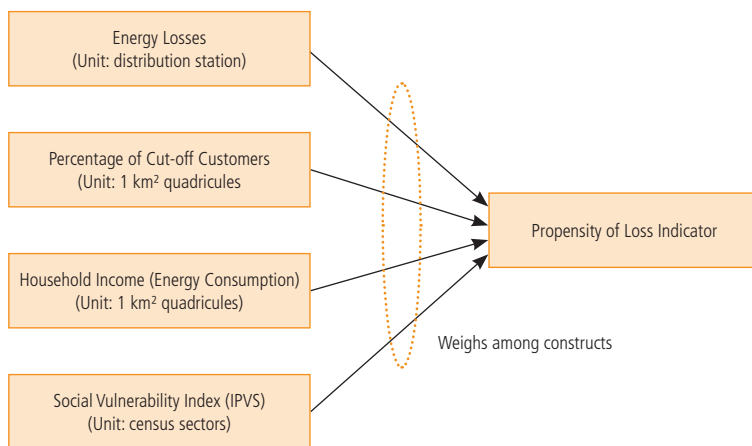 Energy Losses
(Unit: distribution station)
Percentage of Cut-off Customers
(Unit: 1 km² quadricules
Household Income (Energy Consumption)
(Unit: 1 km² quadricules)
Social Vulnerability Index (IPVS)
(Unit: census sectors)
Propensity of Loss Indicator
Weighs among constructs